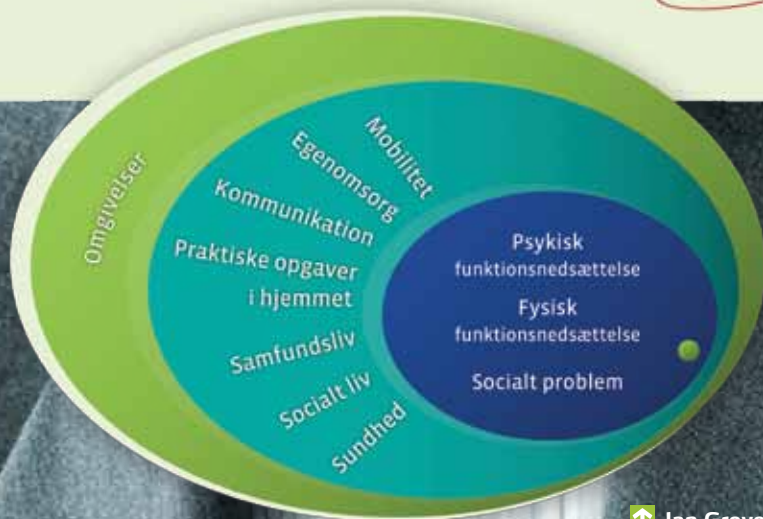 Omgivelser
Mobilitet
Egenomsorg
Kommunikation
Praktiske opgaver
i hjemmet
Samfundsliv
Socialt liv
Sundhed
Psykisk
funktionsnedsættelse
Fysisk
funktionsnedsættelse
Socialt problem